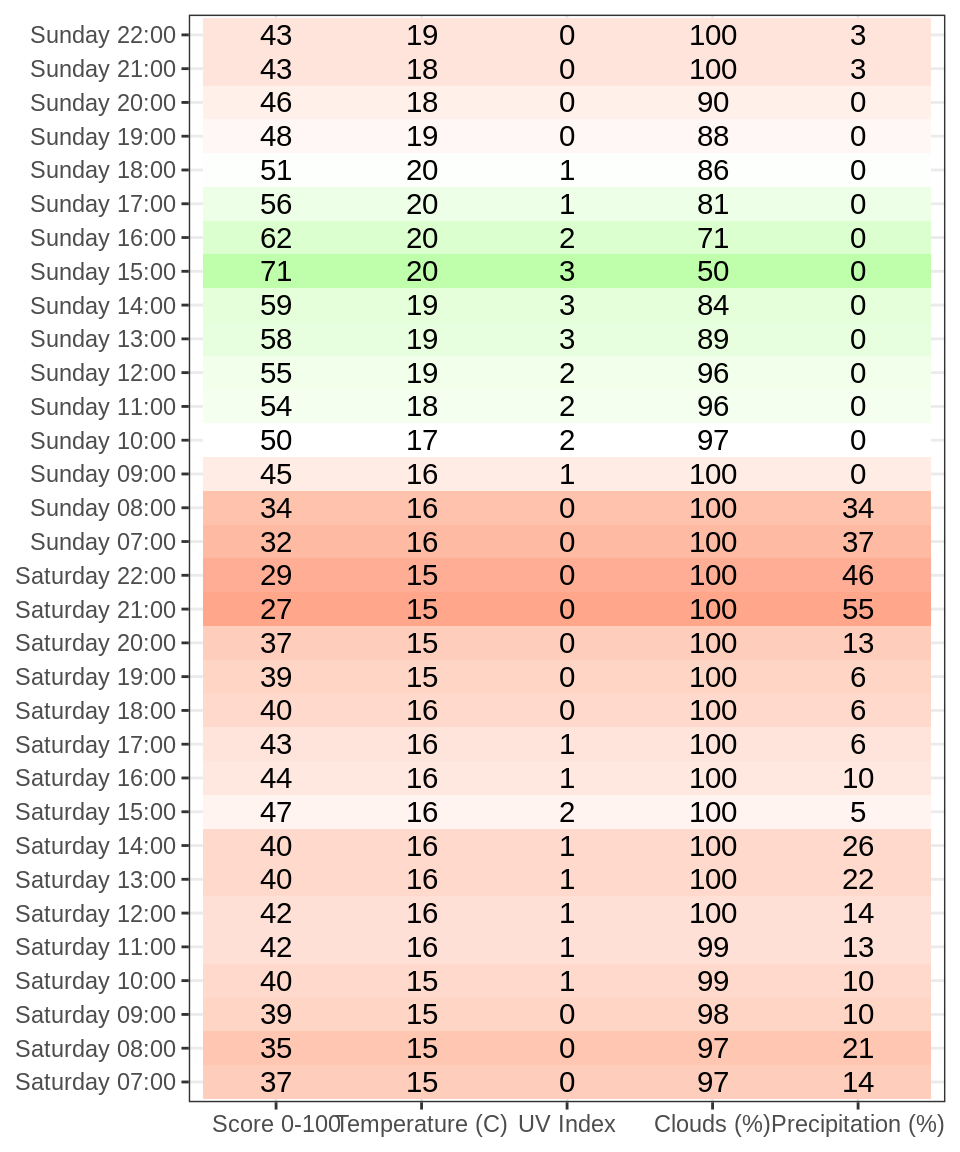 Sunday 22:00 43 19 0 100 3
Sunday 21:00 43 18 0 100 3
Sunday 20:00 46 18 0 90 0
Sunday 19:00 48 19 0 88 0
Sunday 18:00 51 20 1 86 0
Sunday 17:00 56 20 1 81 0
Sunday 16:00 62 20 2 71 0
Sunday 15:00 71 20 3 50 0
Sunday 14:00 59 19 3 84 0
Sunday 13:00 58 19 3 89 0
Sunday 12:00 55 19 2 96 0
Sunday 11:00 54 18 2 96 0
Sunday 10:00 50 17 2 97 0
Sunday 09:00 45 16 1 100 0
Sunday 08:00 34 16 0 100 34
Sunday 07:00 32 16 0 100 37
Saturday 22:00 29 15 0 100 46
Saturday 21:00 27 15 0 100 55
Saturday 20:00 37 15 0 100 13
Saturday 19:00 39 15 0 100 6
Saturday 18:00 40 16 0 100 6
Saturday 17:00 43 16 1 100 6
Saturday 16:00 44 16 1 100 10
Saturday 15:00 47 16 2 100 5
Saturday 14:00 40 16 1 100 26
Saturday 13:00 40 16 1 100 22
Saturday 12:00 42 16 1 100 14
Saturday 11:00 42 16 1 99 13
Saturday 10:00 40 15 1 99 10
Saturday 09:00 39 15 0 98 10
Saturday 08:00 35 15 0 97 21
Saturday 07:00 37 15 0 97 14
Score 0-100 Temperature (C) UV Index Clouds (%) Precipitation (%)